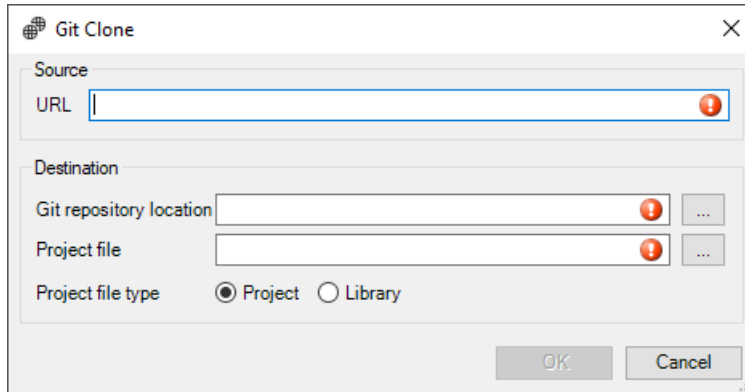 Git Clone
Source
URL
Destination
Git repository location
...
Project file
...
Project file type Project Library
OK Cancel